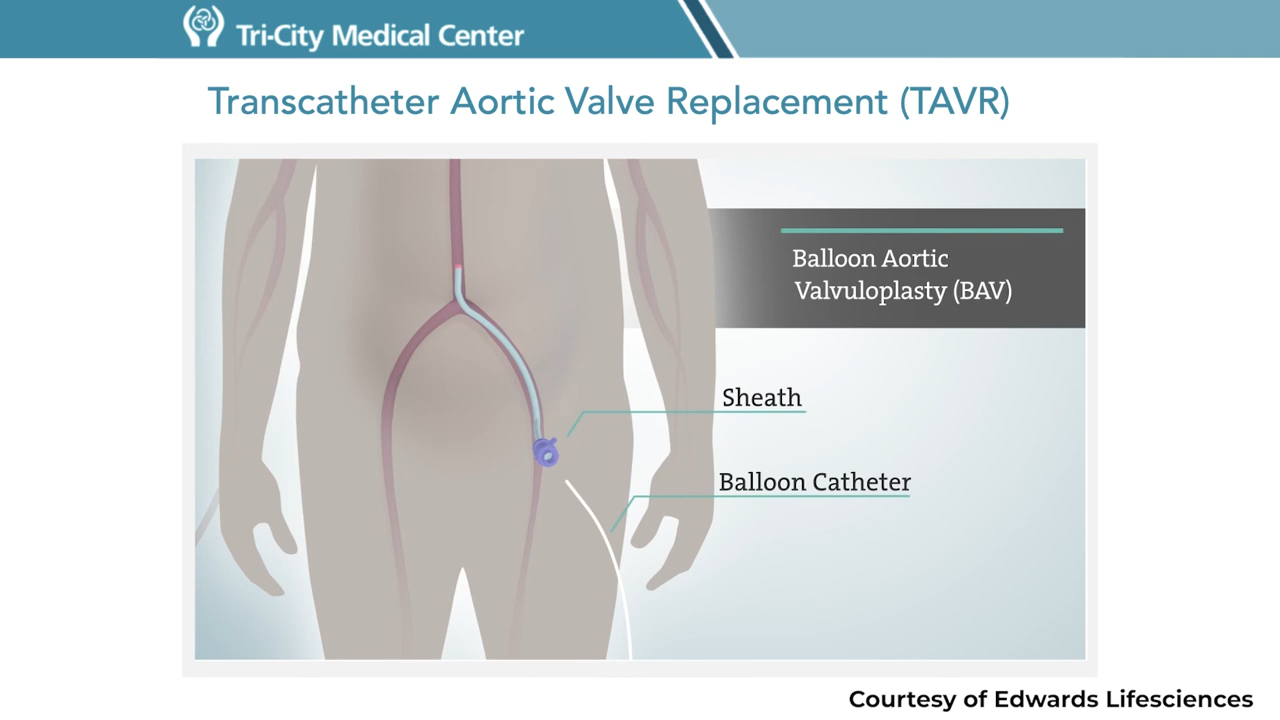 Tri-City Medical Center
Transcatheter Aortic Valve Replacement (TAVR)
Balloon Aortic
Valvuloplasty (BAV)
Sheath
Balloon Catheter
Courtesy of Edwards Lifesciences